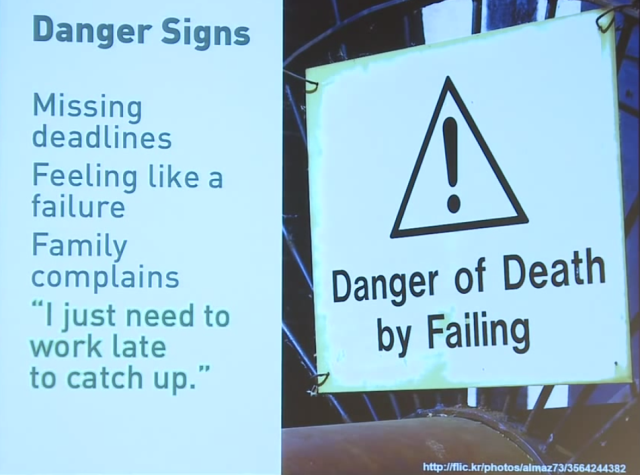 Danger Signs
Missing
deadlines
Feeling like a
failure
Family
complains
“I just need to
work late
to catch up.”
Danger of Death
by Failing
http://flic.kr/photos/almaz73/3564244382